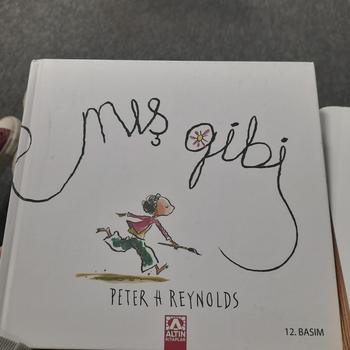 mış gibi
PETER H REYNOLDS
ALTIN
KİTAPLAR
12. BASIM